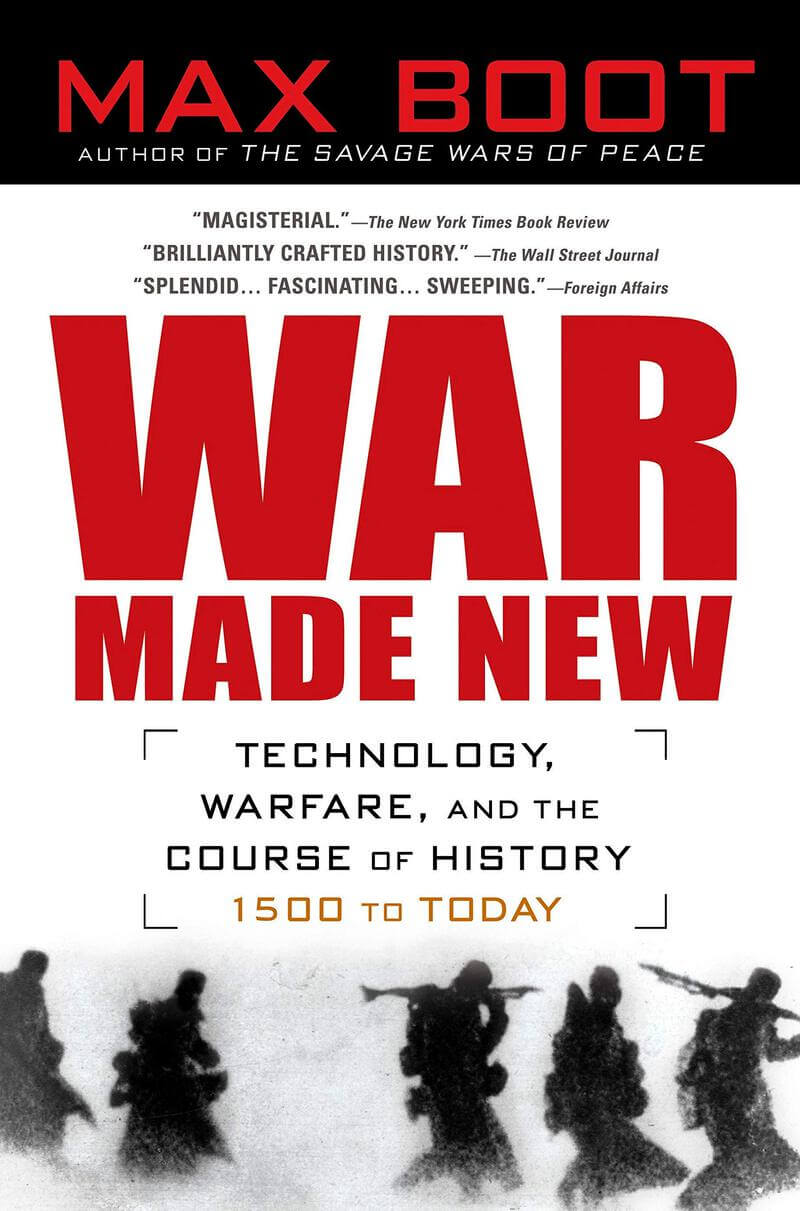 MAX BOOT
AUTHOR OF THE SAVAGE WARS OF PEACE
“MAGISTERIAL.”—The New York Times Book Review
“BRILLIANTLY CRAFTED HISTORY.” —The Wall Street Journal
“SPLENDID... FASCINATING... SWEEPING.”—Foreign Affairs
WAR
MADE NEW
TECHNOLOGY,
WARFARE, AND THE
COURSE OF HISTORY
1500 TO TODAY